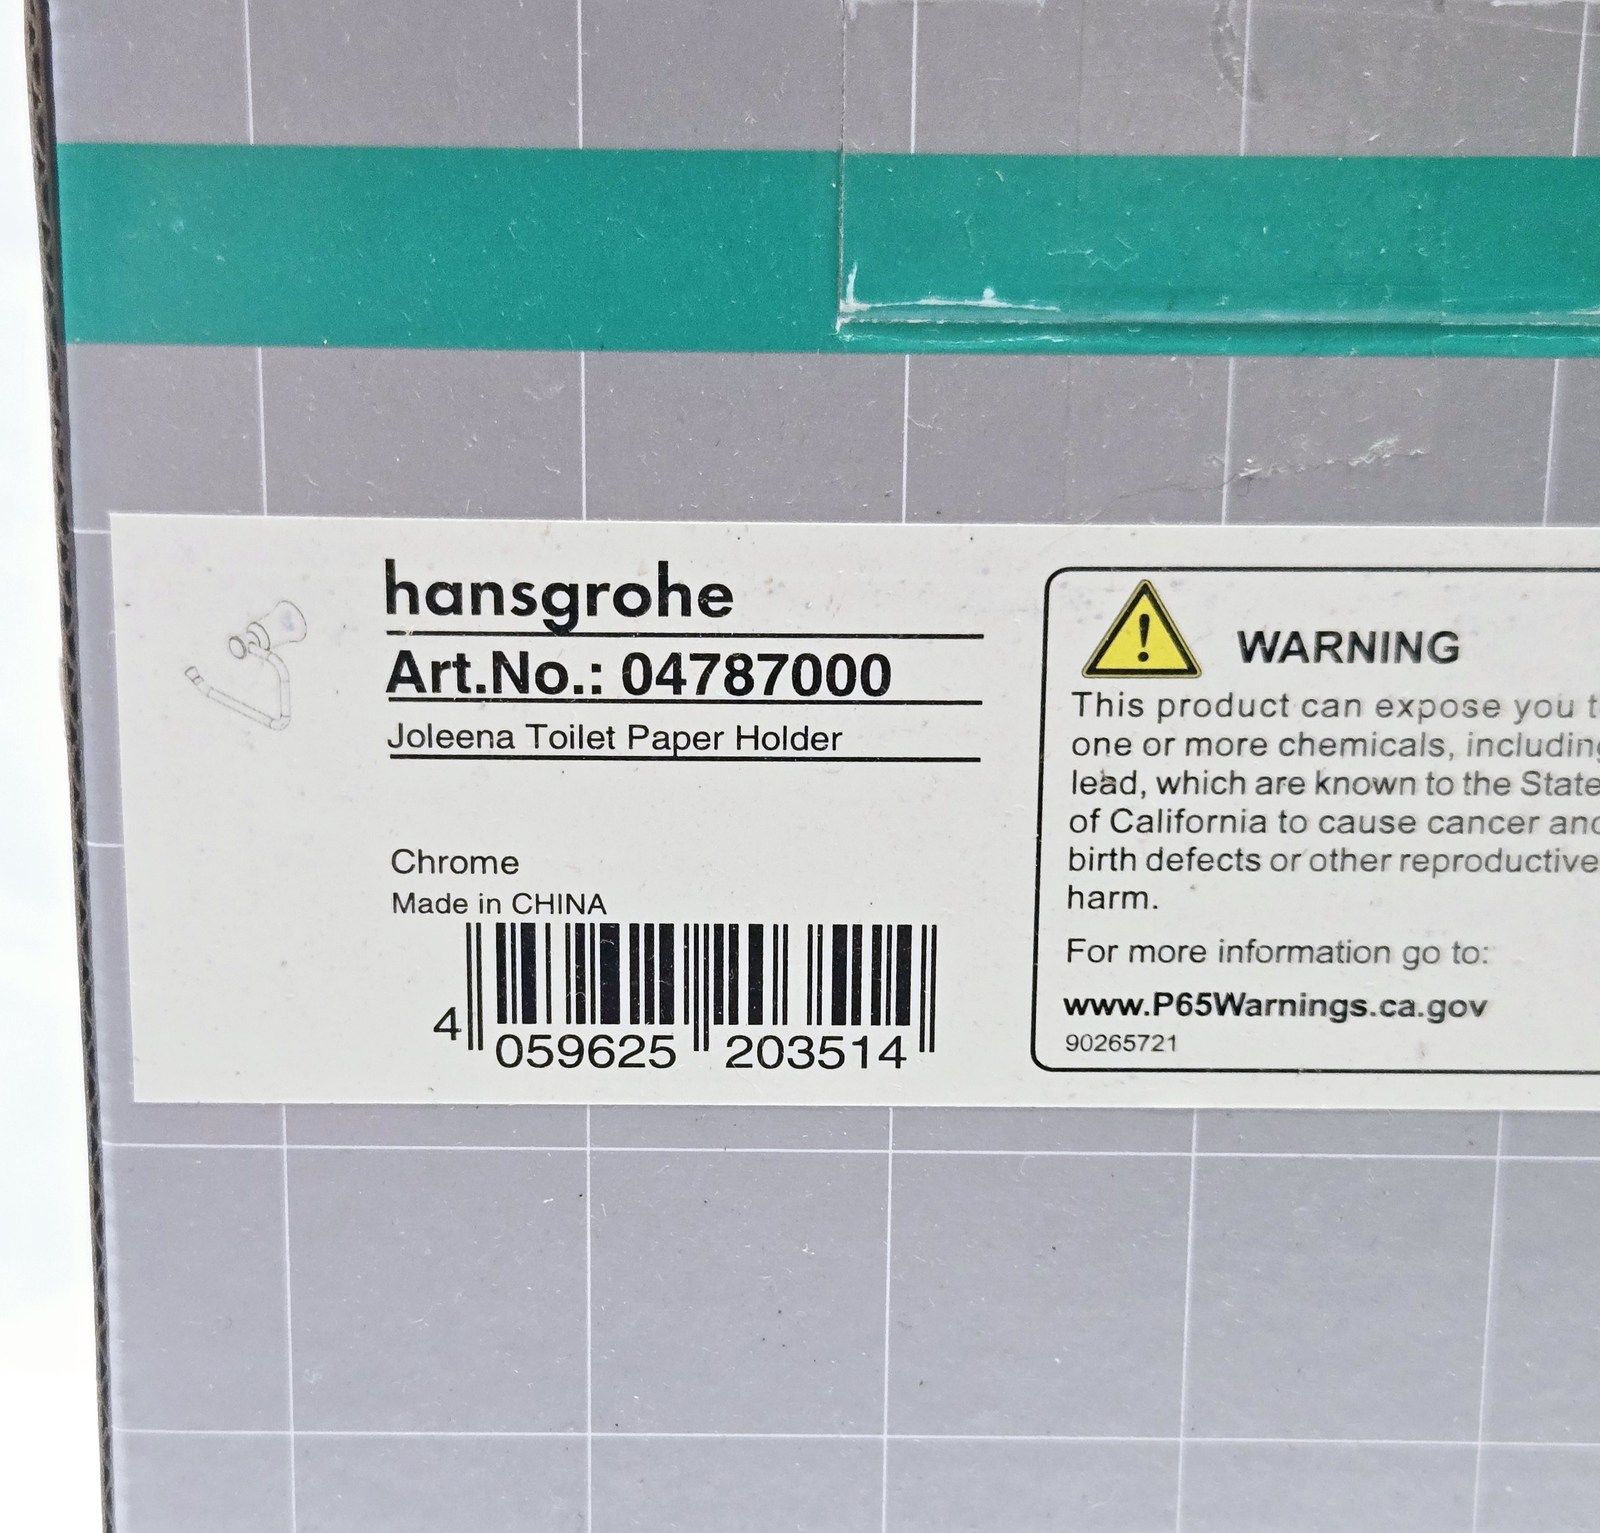 hansgrohe
Art.No.: 04787000
Joleena Toilet Paper Holder
Chrome
Made in CHINA
4 059625 203514
WARNING
This product can expose you
one or more chemicals, including
lead, which are known to the State
of California to cause cancer and
birth defects or other reproductive
harm.
For more information go to:
www.P65Warnings.ca.gov
90265721